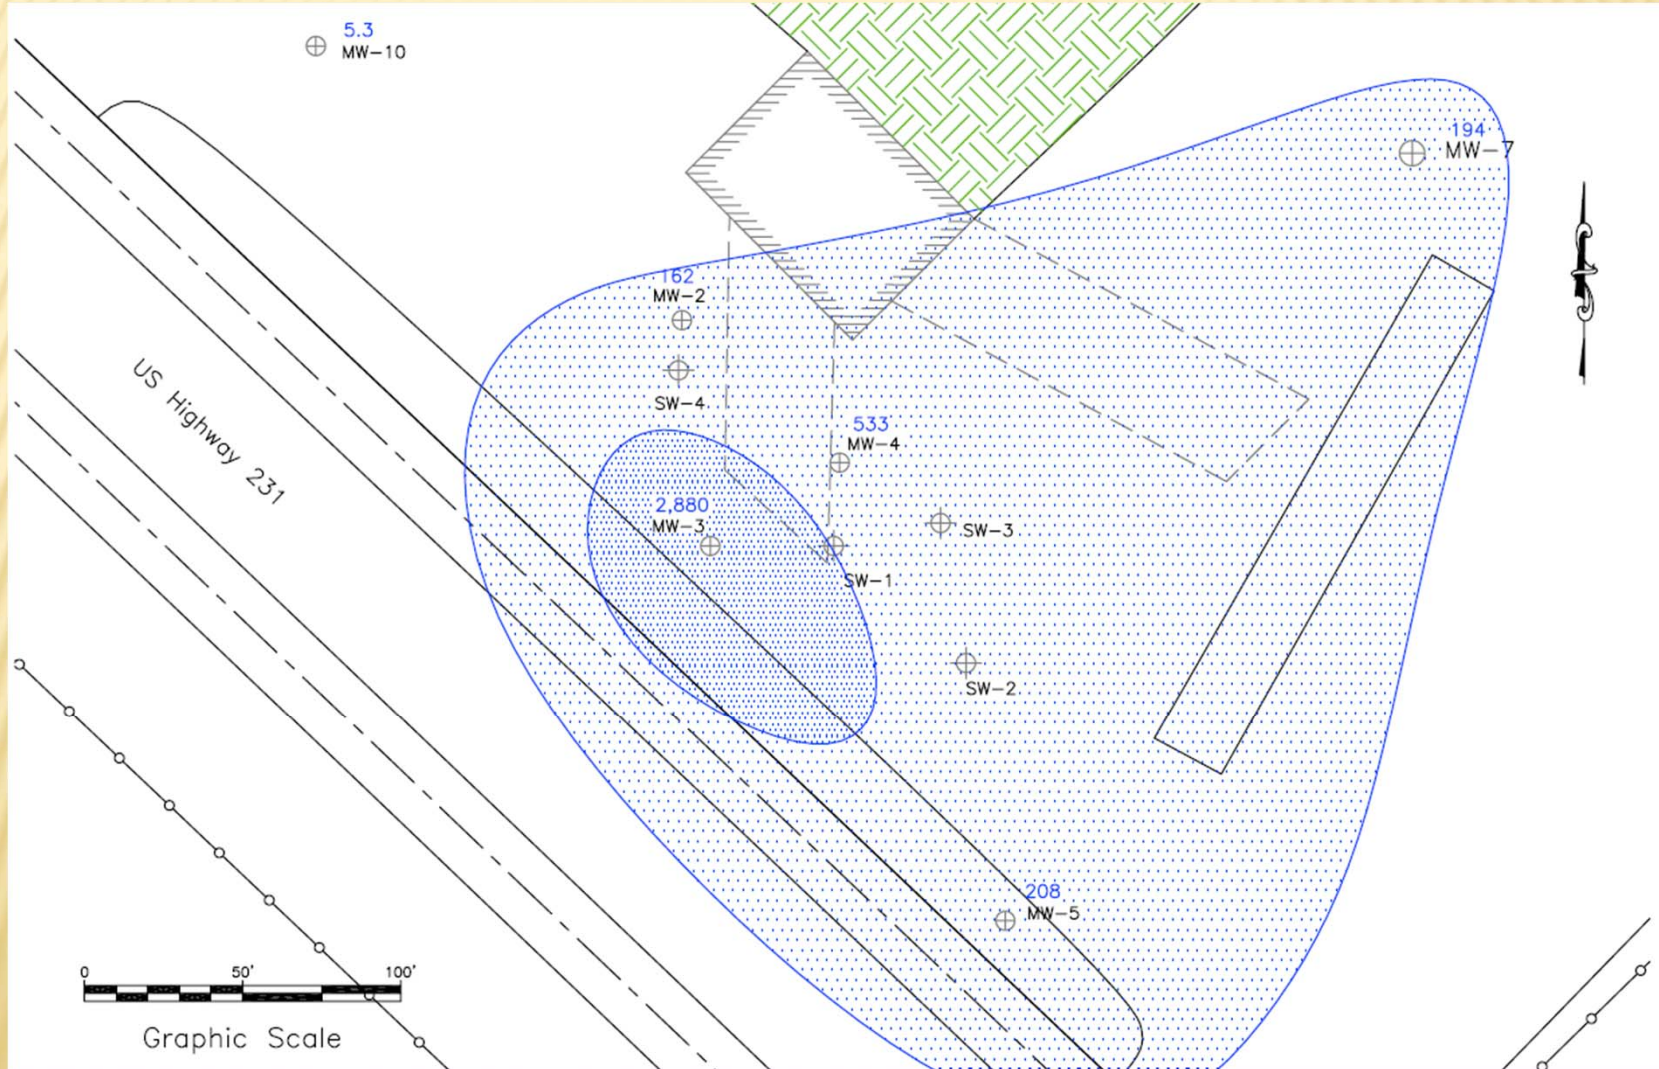 5.3
MW-10
194
MW-7
162
MW-2
SW-4
533
MW-4
2,880
MW-3
SW-3
SW-1
SW-2
US Highway 231
208
MW-5
0 50' 100'
Graphic Scale